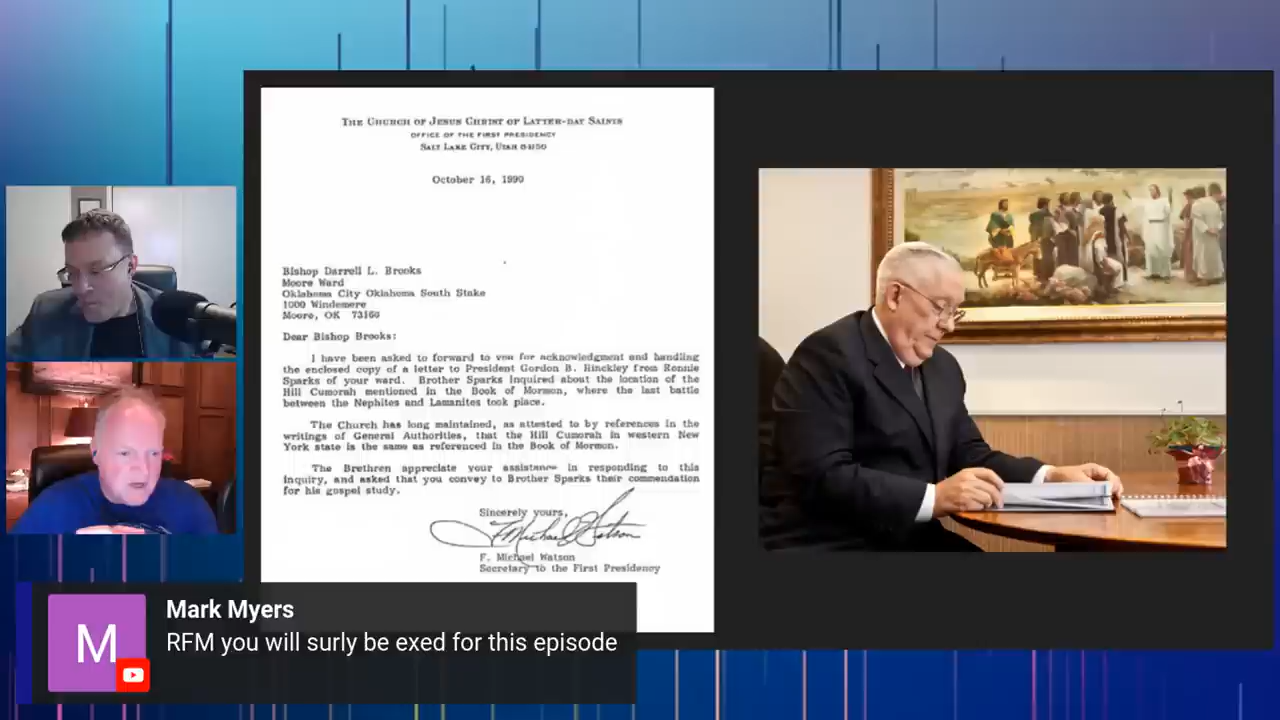 THE CHURCH OF JESUS CHRIST OF LATTER-DAY SAINTS
OFFICE OF THE FIRST PRESIDENCY
SALT LAKE CITY, UTAH 84150
October 16, 1990
Bishop Darrell L. Brooks
Moore Ward
Oklahoma City Oklahoma South Stake
1000 Windemere
Moore, OK 73160
Dear Bishop Brooks:
I have been asked to forward to you for acknowledgment and handling
the enclosed copy of a letter to President Gordon B. Hinckley from Ronnie
Sparks of your ward. Brother Sparks inquired about the location of the
Hill Cumorah mentioned in the Book of Mormon, where the last battle
between the Nephites and Lamanites took place.
The Church has long maintained, as attested to by references in the
writings of General Authorities, that the Hill Cumorah in western New
York state is the same as referenced in the Book of Mormon.
The Brethren appreciate your assistance in responding to this
inquiry, and asked that you convey to Brother Sparks their commendation
for his gospel study.
Sincerely yours,
F. Michael Watson
F. Michael Watson
Secretary to the First Presidency
M
Mark Myers
RFM you will surly be exed for this episode